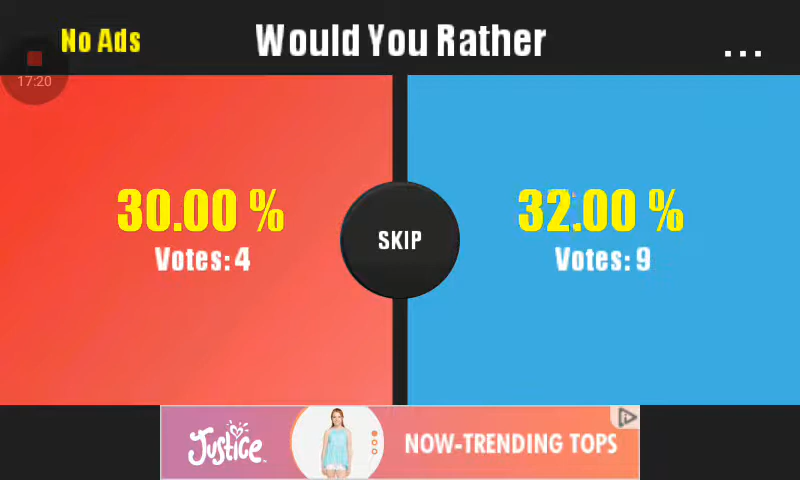 No Ads
Would You Rather
...
17:20
30.00 %
Votes: 4
SKIP
32.00 %
Votes: 9
Justice
NOW-TRENDING TOPS